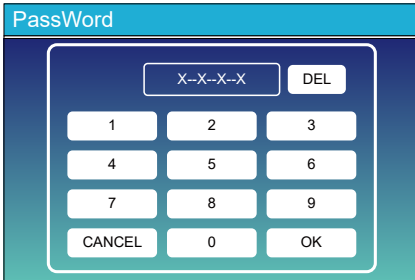 PassWord
X--X--X--X DEL
1 2 3
4 5 6
7 8 9
CANCEL 0 OK